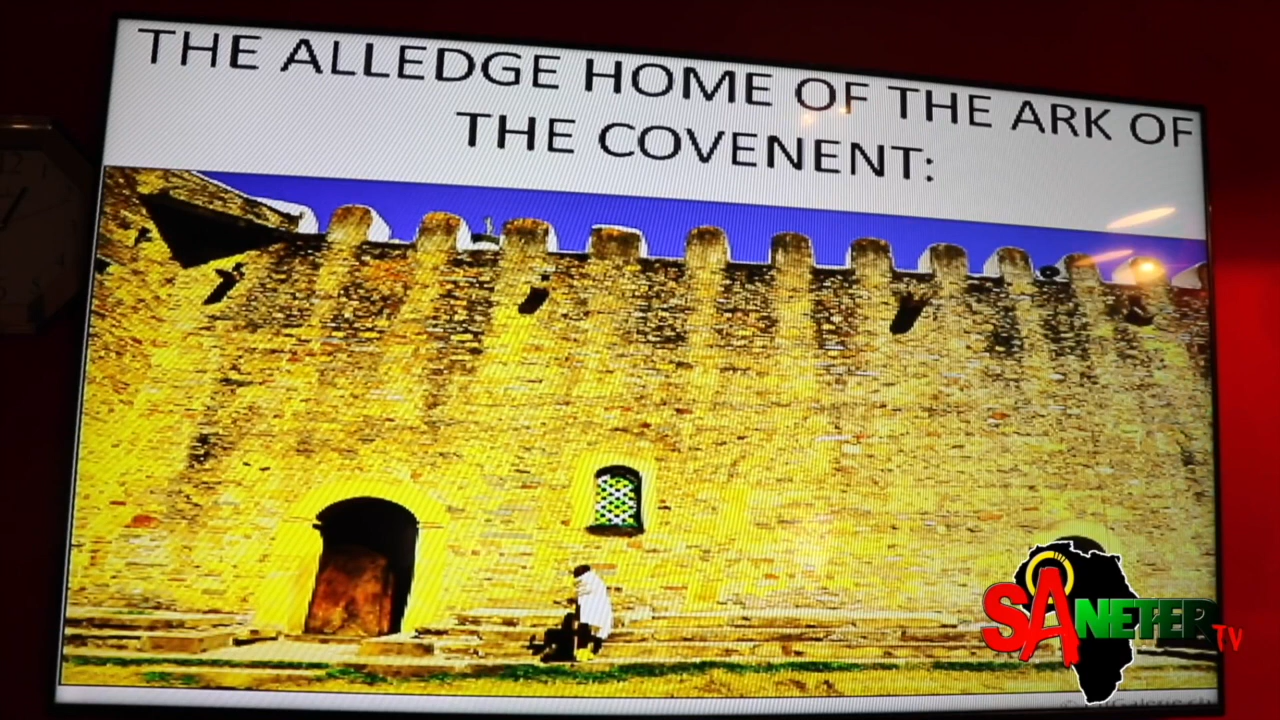 THE ALLEDGE HOME OF THE ARK OF
THE COVENENT:
SANETER TV